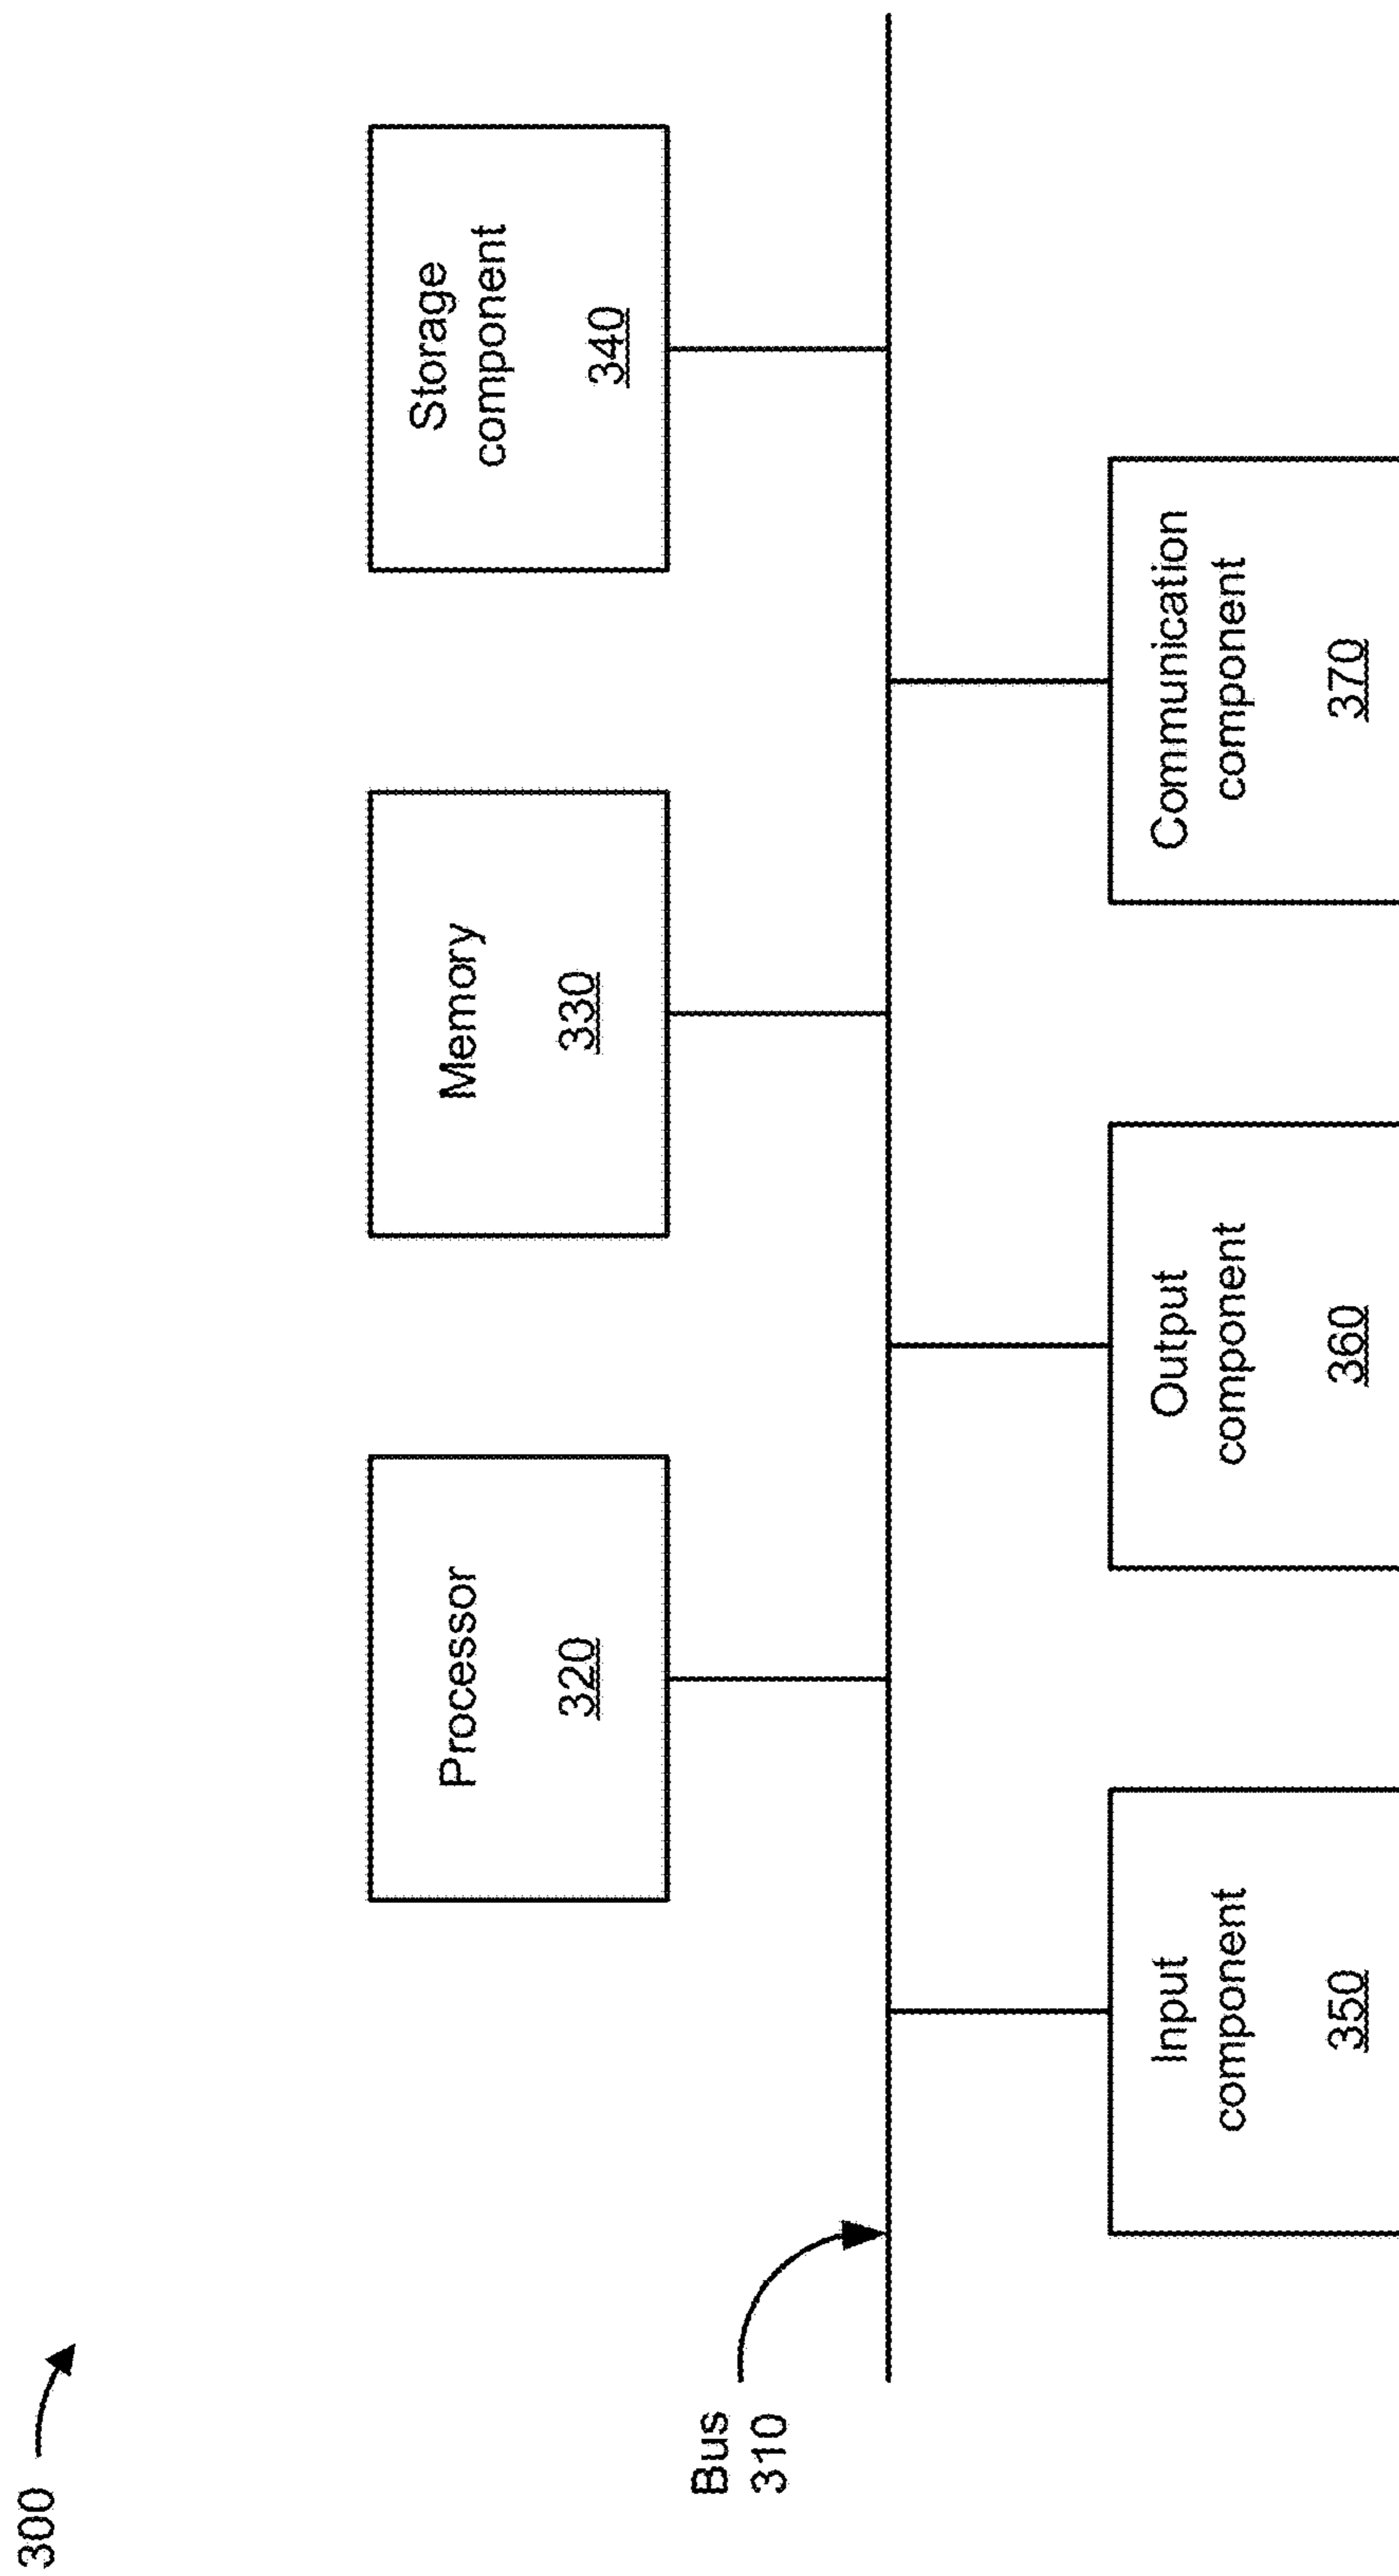 300
Processor
320
Memory
330
Storage
component
340
Bus
310
Input
component
350
Output
component
360
Communication
component
370